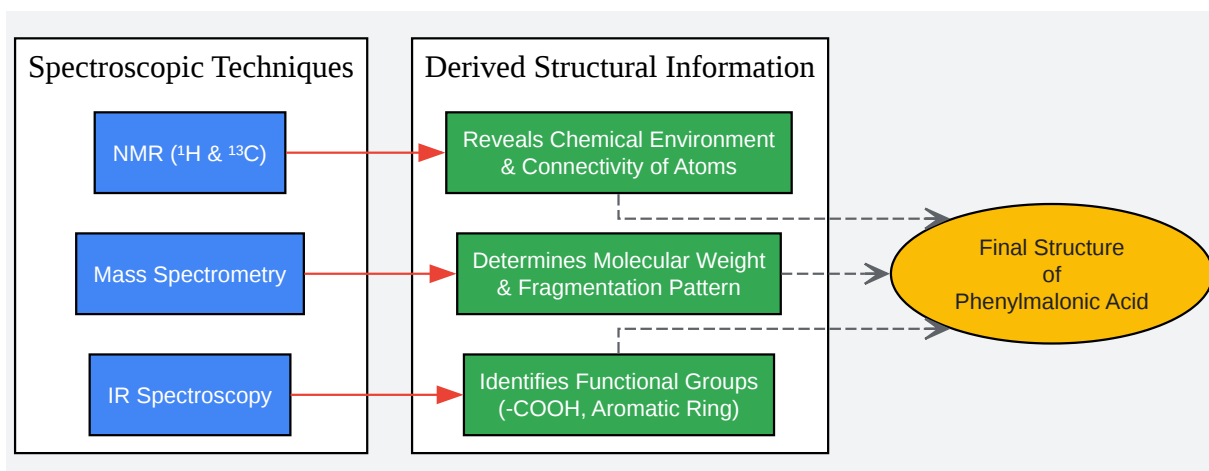 Spectroscopic Techniques
Derived Structural Information
NMR (¹H & ¹³C)
Reveals Chemical Environment
& Connectivity of Atoms
Mass Spectrometry
Determines Molecular Weight
& Fragmentation Pattern
IR Spectroscopy
Identifies Functional Groups
(-COOH, Aromatic Ring)
Final Structure
of
Phenylmalonic Acid